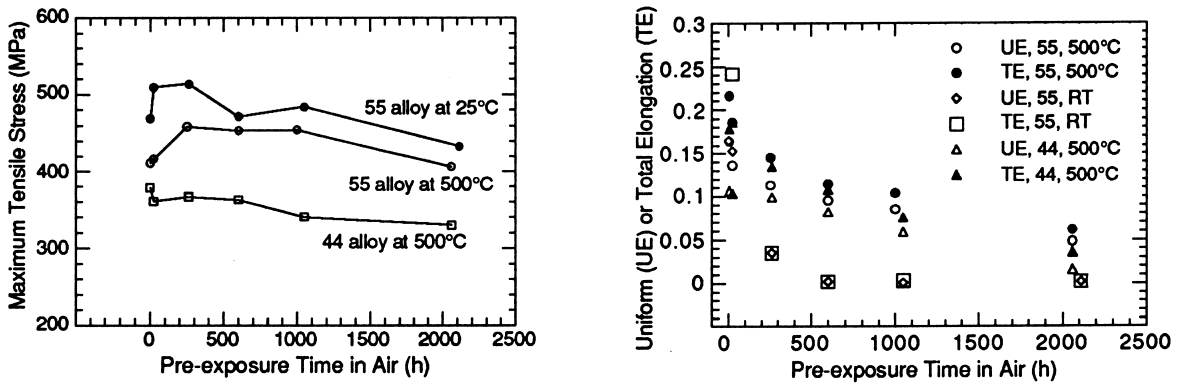 Maximum Tensile Stress (MPa)
600
500
400
300
200
55 alloy at 25°C
55 alloy at 500°C
44 alloy at 500°C
0 500 1000 1500 2000 2500
Pre-exposure Time in Air (h)
Uniform (UE) or Total Elongation (TE)
0.3
0.25
0.2
0.15
0.1
0.05
0
UE, 55, 500°C
TE, 55, 500°C
UE, 55, RT
TE, 55, RT
UE, 44, 500°C
TE, 44, 500°C
0 500 1000 1500 2000 2500
Pre-exposure Time in Air (h)